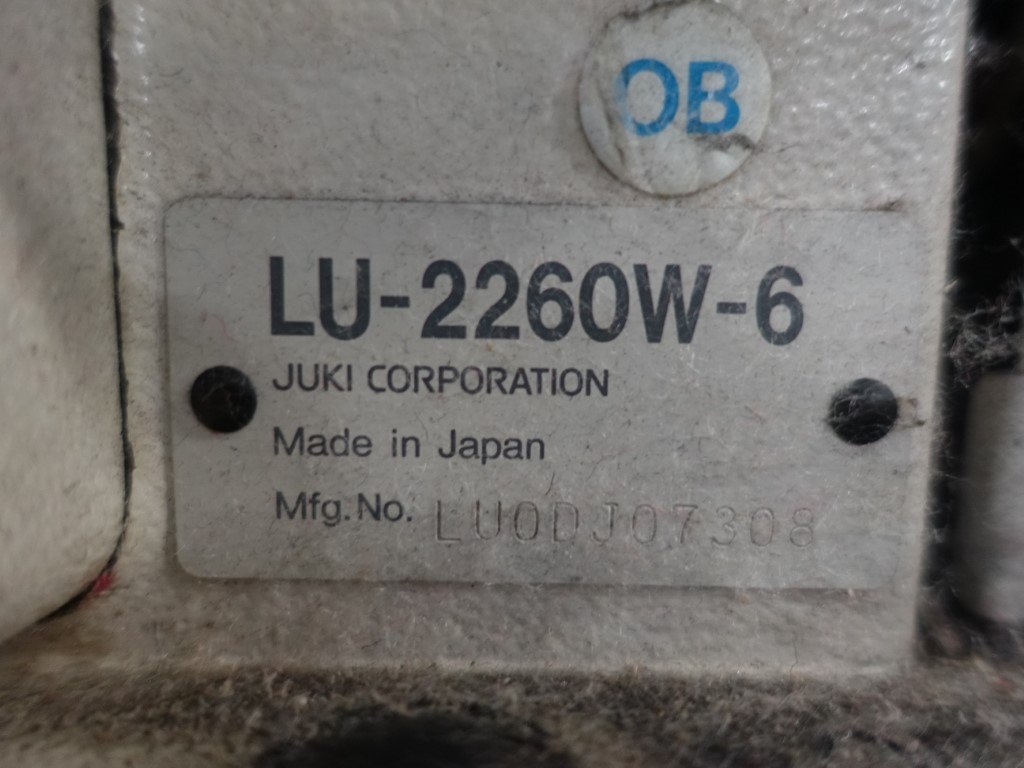 OB
LU-2260W-6
JUKI CORPORATION
Made in Japan
Mfg. No. LU0DJ07308